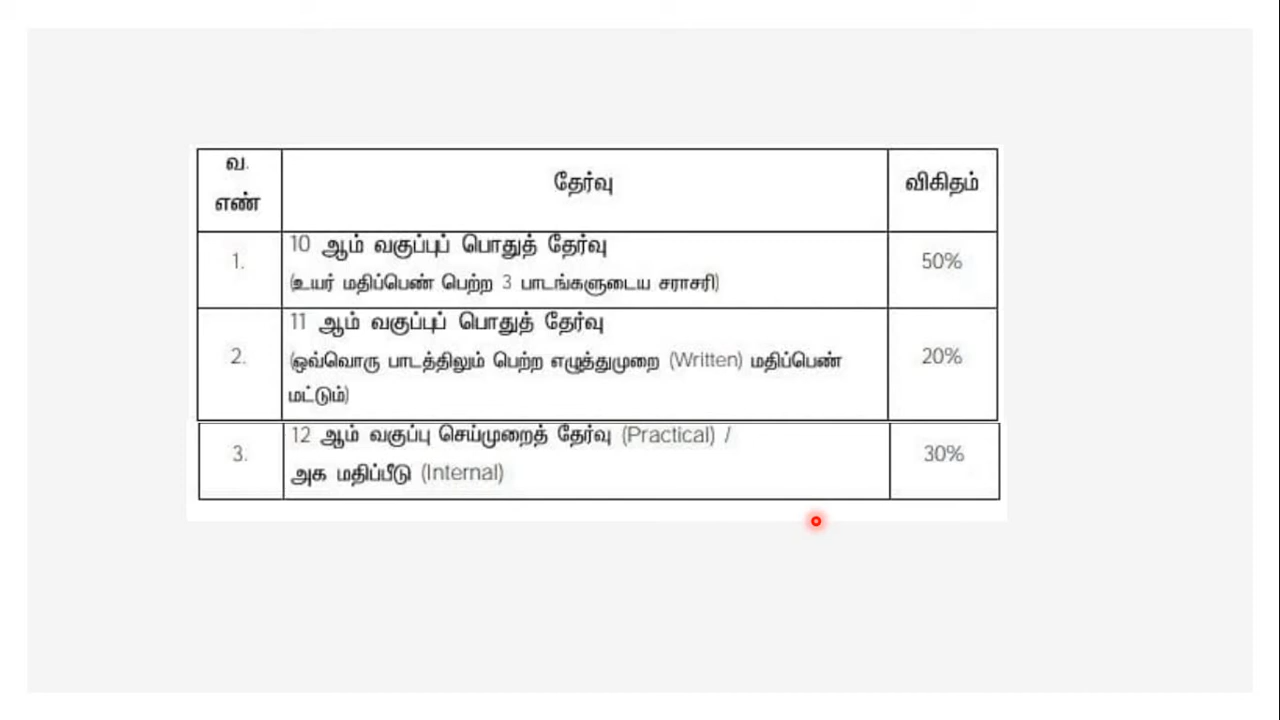 வ.
எண்
தேர்வு
விகிதம்
1.
10 ஆம் வகுப்புப் பொதுத் தேர்வு
(உயர் மதிப்பெண் பெற்ற 3 பாடங்களுடைய சராசரி)
50%
2.
11 ஆம் வகுப்புப் பொதுத் தேர்வு
(ஒவ்வொரு பாடத்திலும் பெற்ற எழுத்துமுறை (Written) மதிப்பெண்
மட்டும்)
20%
3.
12 ஆம் வகுப்பு செய்முறைத் தேர்வு (Practical) /
அக மதிப்பீடு (Internal)
30%